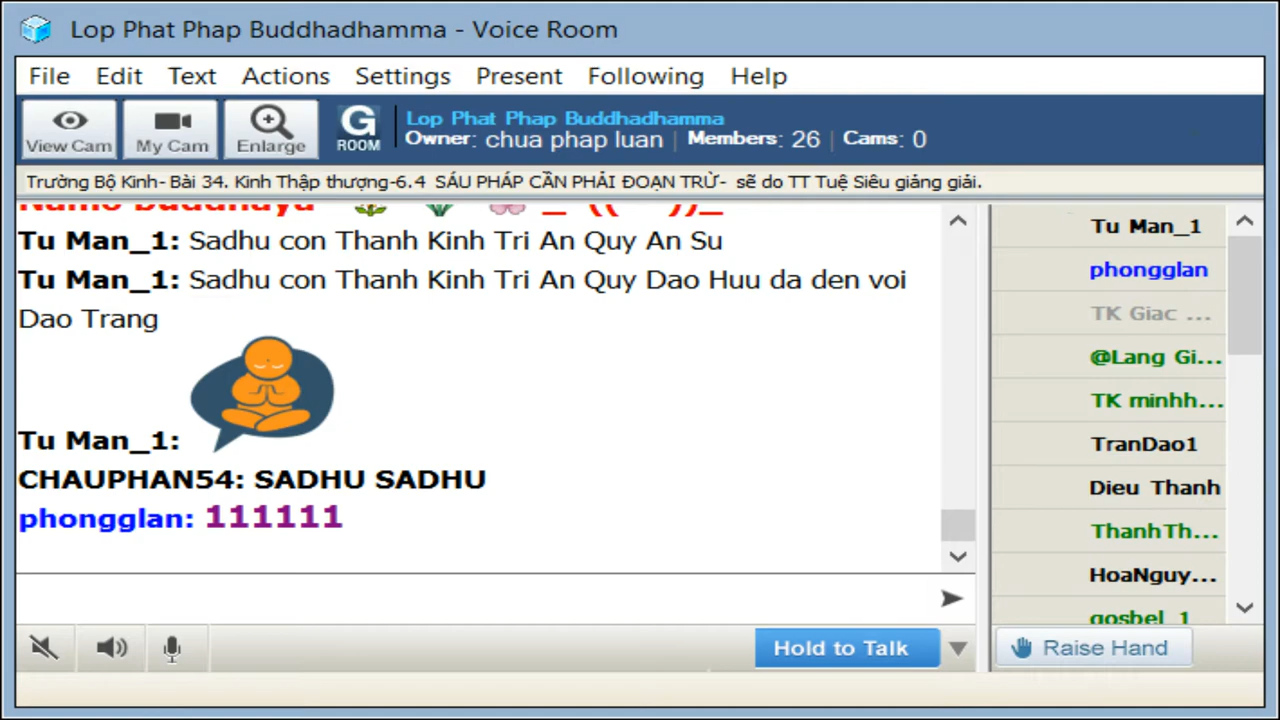 Lop Phat Phap Buddhadhamma - Voice Room
File Edit Text Actions Settings Present Following Help
View Cam
My Cam
Enlarge
G
ROOM
Lop Phat Phap Buddhadhamma
Owner: chua phap luan | Members: 26 | Cams: 0
Trường Bộ Kinh- Bài 34. Kinh Thập thượng-6.4 SÁU PHÁP CẦN PHẢI ĐOẠN TRỪ- sẽ do TT Tuệ Siêu giảng giải.
Namo Buddhaya
Tu Man_1: Sadhu con Thanh Kinh Tri An Quy An Su
Tu Man_1: Sadhu con Thanh Kinh Tri An Quy Dao Huu da den voi
Dao Trang
Tu Man_1:
CHAUPHAN54: SADHU SADHU
phongglan: 111111
Tu Man_1
phongglan
TK Giac ...
@Lang Gi...
TK minhh...
TranDao1
Dieu Thanh
ThanhTh...
HoaNguy...
gosbel_1
Hold to Talk
Raise Hand